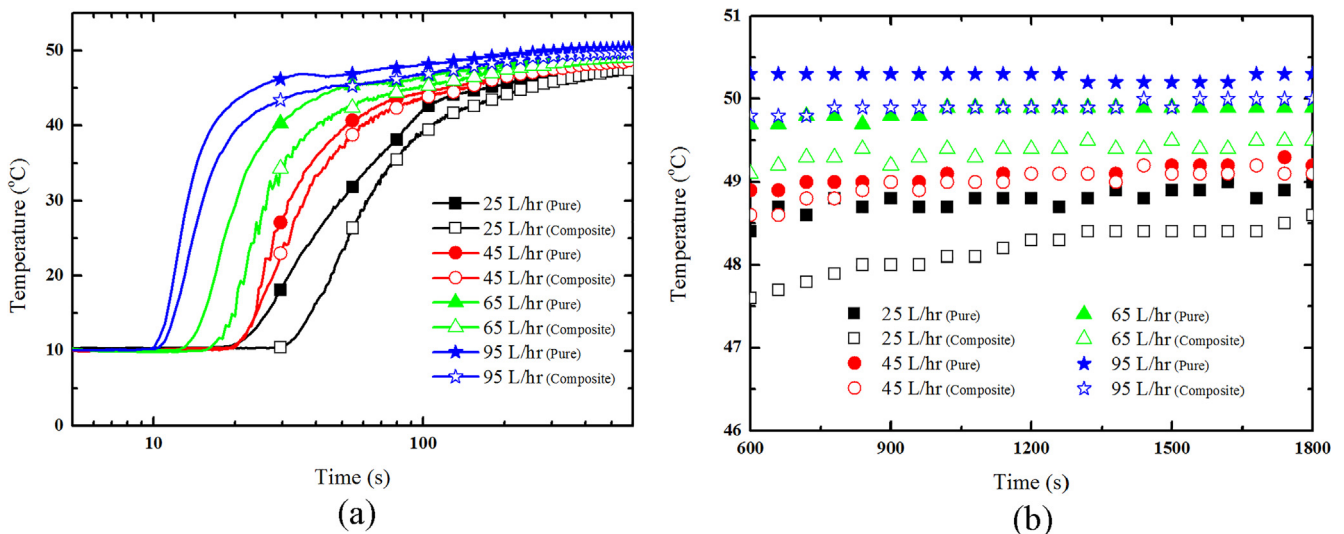 50
40
30
20
10
0
Temperature (°C)
10
100
Time (s)
25 L/hr (Pure)
25 L/hr (Composite)
45 L/hr (Pure)
45 L/hr (Composite)
65 L/hr (Pure)
65 L/hr (Composite)
95 L/hr (Pure)
95 L/hr (Composite)
(a)
51
50
49
48
47
46
Temperature (°C)
600
900
1200
1500
1800
Time (s)
25 L/hr (Pure)
25 L/hr (Composite)
45 L/hr (Pure)
45 L/hr (Composite)
65 L/hr (Pure)
65 L/hr (Composite)
95 L/hr (Pure)
95 L/hr (Composite)
(b)